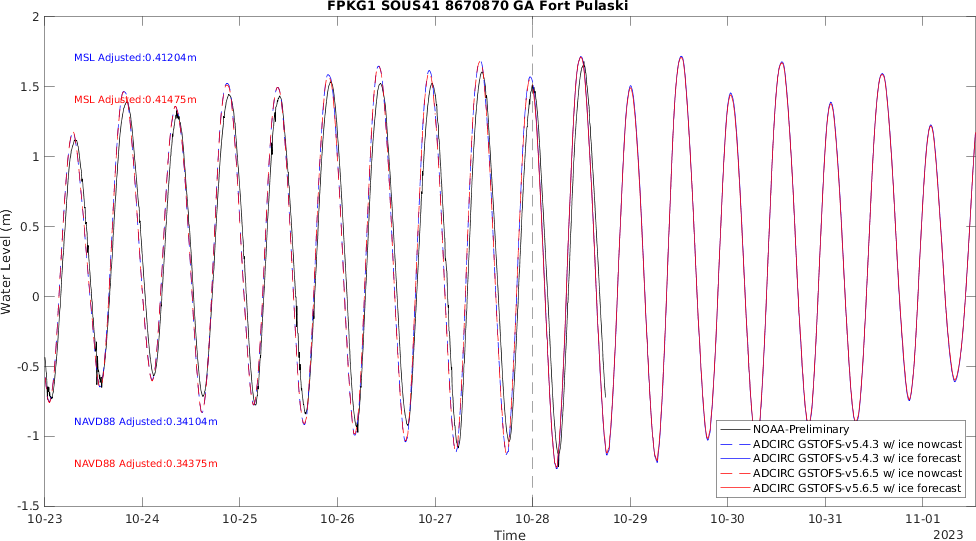 FPKG1 SOUS41 8670870 GA Fort Pulaski
2
1.5
1
0.5
0
-0.5
-1
-1.5
Water Level (m)
MSL Adjusted:0.41204m
MSL Adjusted:0.41475m
NAVD88 Adjusted:0.34104m
NAVD88 Adjusted:0.34375m
NOAA-Preliminary
ADCIRC GSTOFS-v5.4.3 w/ ice nowcast
ADCIRC GSTOFS-v5.4.3 w/ ice forecast
ADCIRC GSTOFS-v5.6.5 w/ ice nowcast
ADCIRC GSTOFS-v5.6.5 w/ ice forecast
10-23 10-24 10-25 10-26 10-27 10-28 10-29 10-30 10-31 11-01
Time
2023